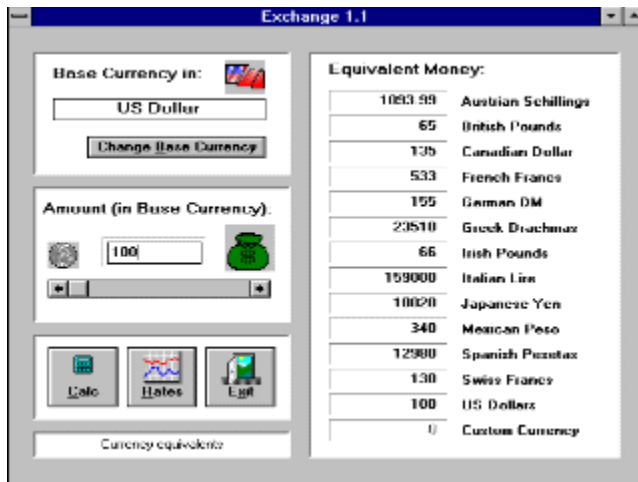 Exchange 1.1
Base Currency in:
US Dollar
Change Base Currency
Amount (in Base Currency):
100
Calc
Rates
Exit
Currency equivalents
Equivalent Money:
1093.99 Austrian Schillings
65 British Pounds
135 Canadian Dollar
533 French Francs
155 German DM
23510 Greek Drachmas
66 Irish Pounds
159000 Italian Lira
10020 Japanese Yen
340 Mexican Peso
12980 Spanish Pezetas
130 Swiss Francs
100 US Dollars
0 Custom Currency